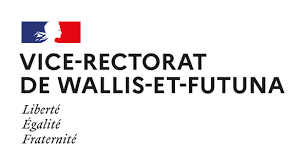 VICE-RECTORAT
DE WALLIS-ET-FUTUNA
Liberté
Égalité
Fraternité